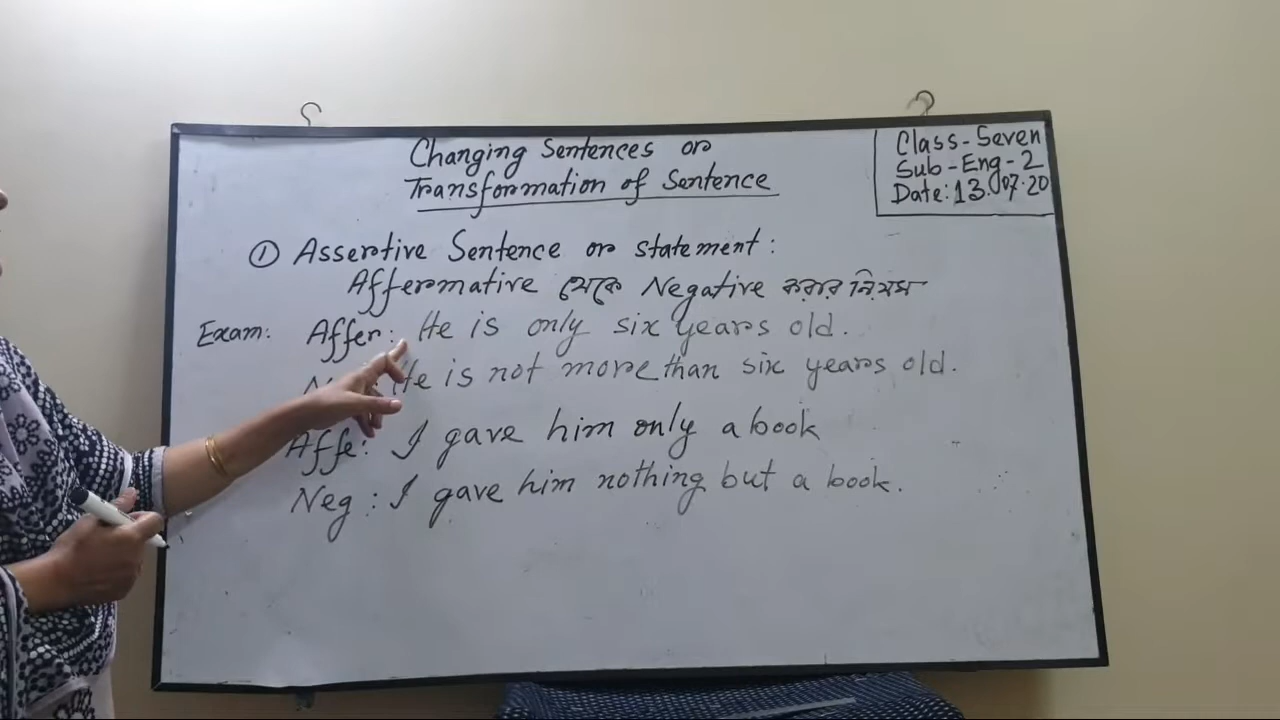 Changing Sentences or
Transformation of Sentence
Class-Seven
Sub-Eng-2
Date: 13.07.20
① Assertive Sentence or statement:
Affermative থেকে Negative করার নিয়ম
Exam: Affer: He is only six years old.
He is not more than six years old.
Affe: I gave him only a book
Neg: I gave him nothing but a book.